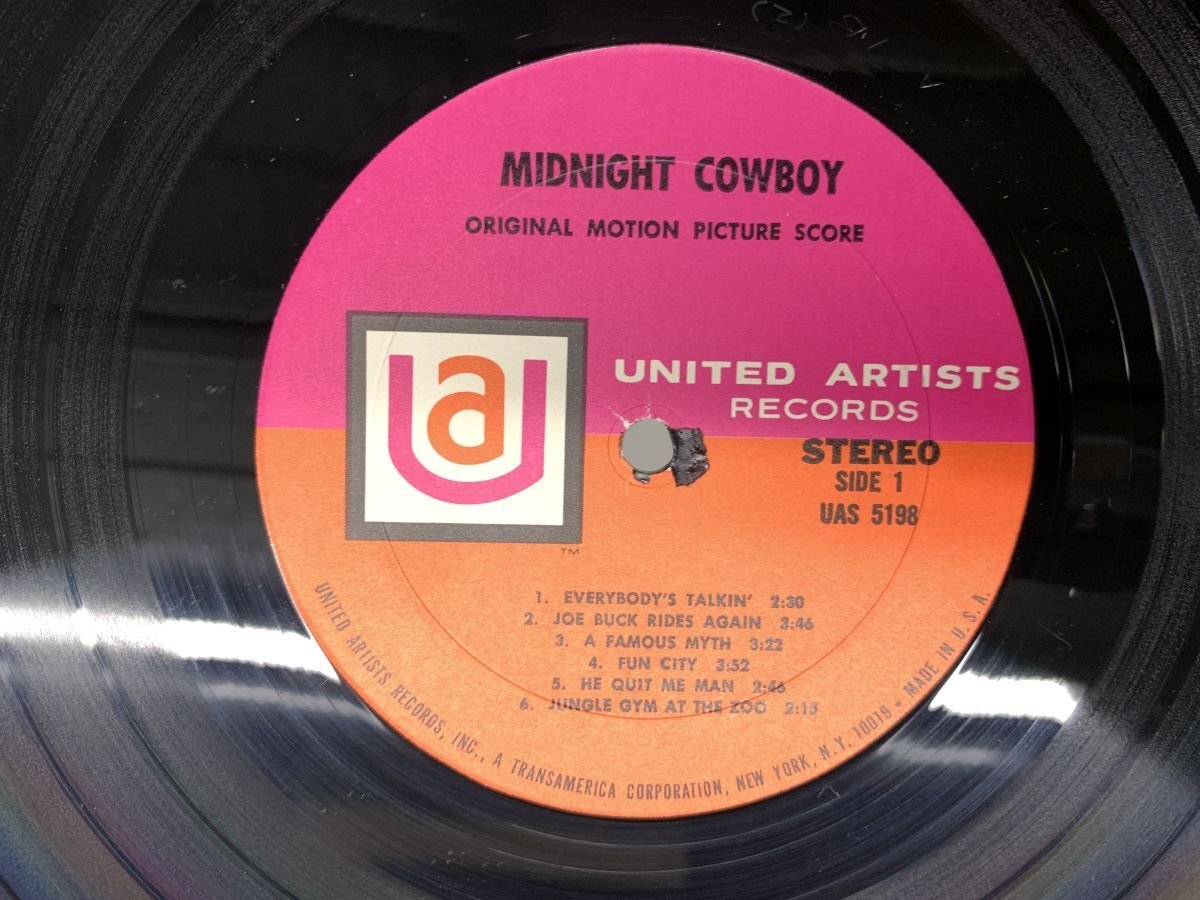 MIDNIGHT COWBOY
ORIGINAL MOTION PICTURE SCORE
ua
TM
UNITED ARTISTS
RECORDS
STEREO
SIDE 1
UAS 5198
1. EVERYBODY'S TALKIN' 2:30
2. JOE BUCK RIDES AGAIN 3:46
3. A FAMOUS MYTH 3:22
4. FUN CITY 3:52
5. HE QUIT ME MAN 2:46
6. JUNGLE GYM AT THE ZOO 2:15
UNITED ARTISTS RECORDS, INC., A TRANSAMERICA CORPORATION, NEW YORK, N.Y. 10019 • MADE IN U.S.A.